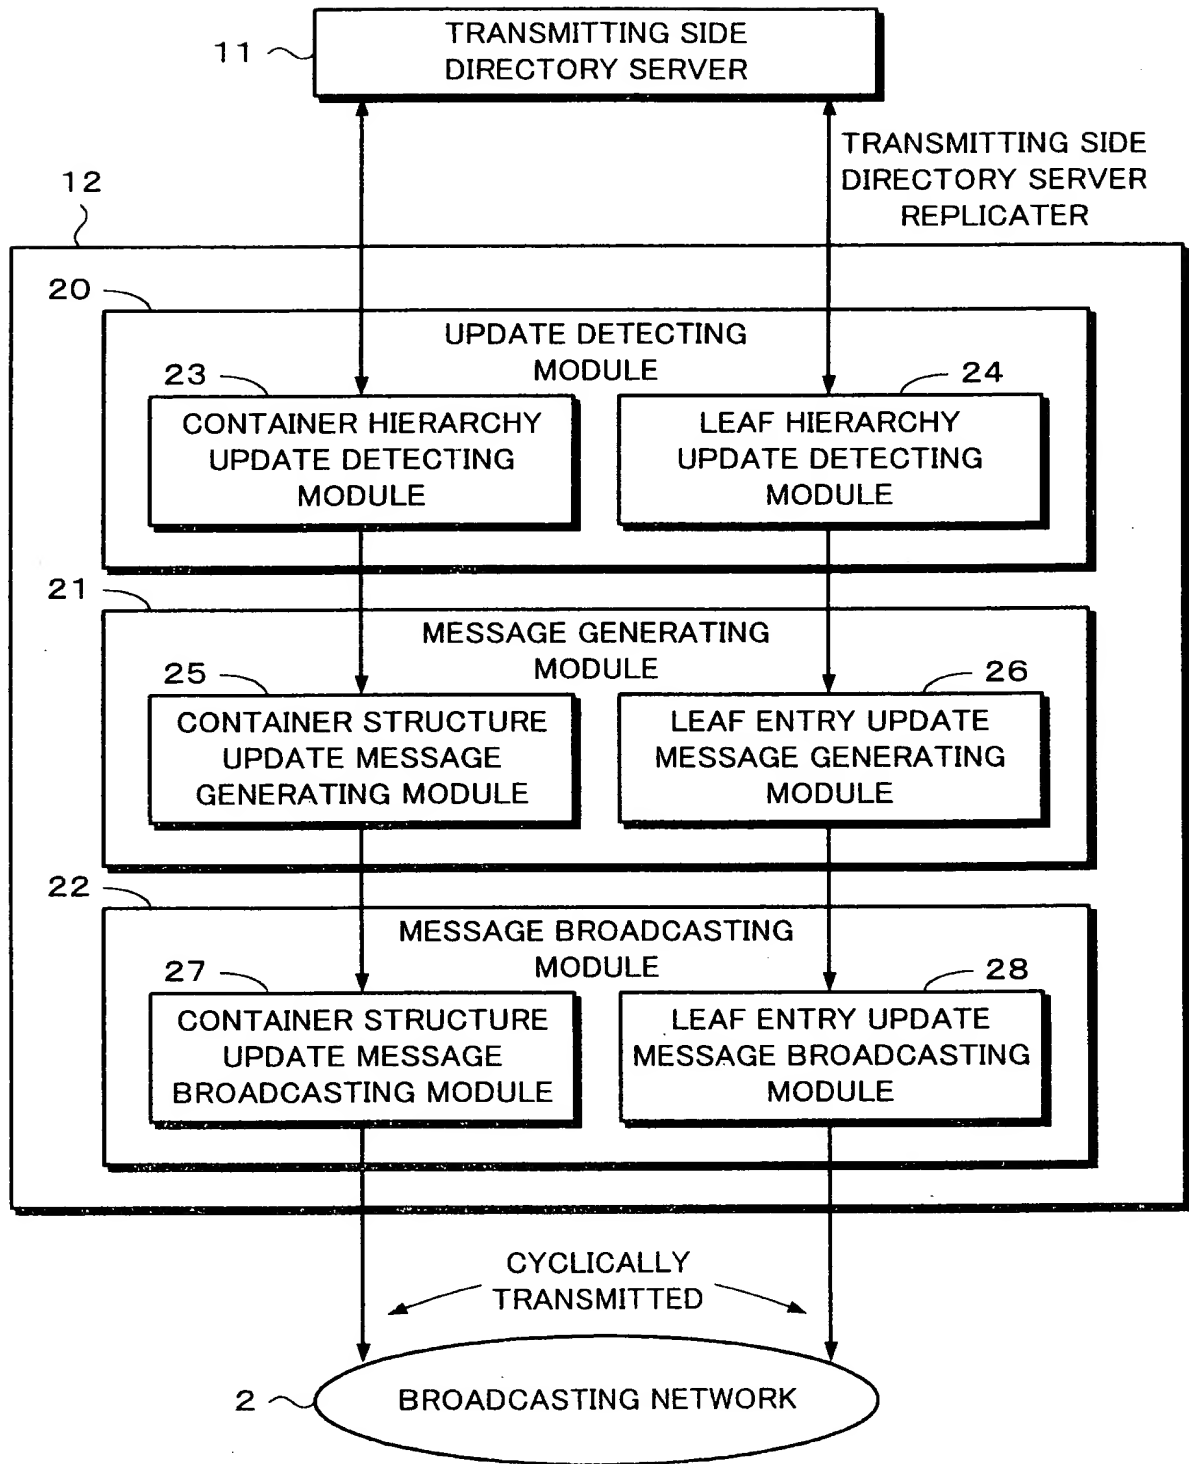 11
TRANSMITTING SIDE
DIRECTORY SERVER
TRANSMITTING SIDE
DIRECTORY SERVER
REPLICATER
12
20
UPDATE DETECTING
MODULE
23
CONTAINER HIERARCHY
UPDATE DETECTING
MODULE
24
LEAF HIERARCHY
UPDATE DETECTING
MODULE
21
MESSAGE GENERATING
MODULE
25
CONTAINER STRUCTURE
UPDATE MESSAGE
GENERATING MODULE
26
LEAF ENTRY UPDATE
MESSAGE GENERATING
MODULE
22
MESSAGE BROADCASTING
MODULE
27
CONTAINER STRUCTURE
UPDATE MESSAGE
BROADCASTING MODULE
28
LEAF ENTRY UPDATE
MESSAGE BROADCASTING
MODULE
CYCLICALLY
TRANSMITTED
2
BROADCASTING NETWORK